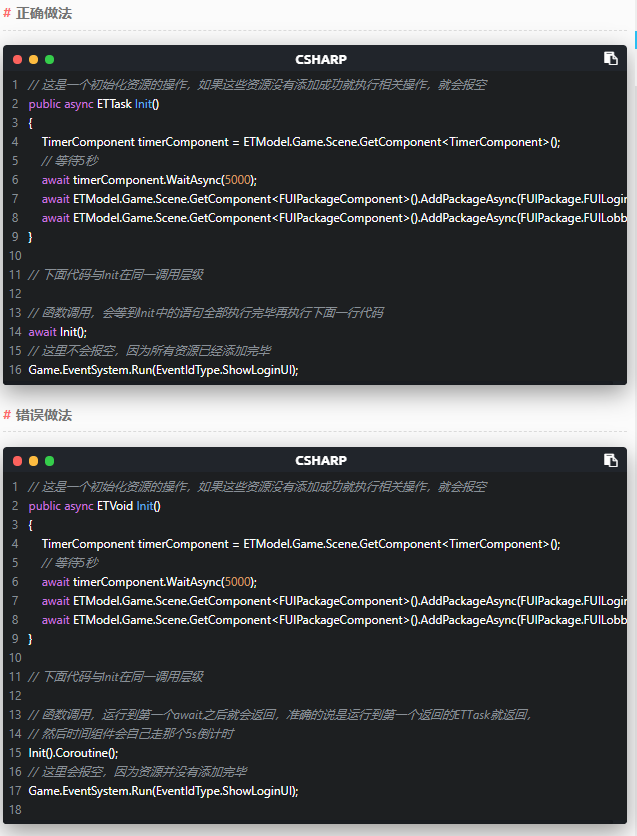 # 正确做法
CSHARP
1 // 这是一个初始化资源的操作，如果这些资源没有添加成功就执行相关操作，就会报空
2 public async ETTask Init()
3 {
4 TimerComponent timerComponent = ETModel.Game.Scene.GetComponent<TimerComponent>();
5 // 等待5秒
6 await timerComponent.WaitAsync(5000);
7 await ETModel.Game.Scene.GetComponent<FUIPackageComponent>().AddPackageAsync(FUIPackage.FUILogin
8 await ETModel.Game.Scene.GetComponent<FUIPackageComponent>().AddPackageAsync(FUIPackage.FUILobb
9 }
10
11 // 下面代码与Init在同一调用层级
12
13 // 函数调用，会等到Init中的语句全部执行完毕再执行下面一行代码
14 await Init();
15 // 这里不会报空，因为所有资源已经添加完毕
16 Game.EventSystem.Run(EventIdType.ShowLoginUI);
# 错误做法
CSHARP
1 // 这是一个初始化资源的操作，如果这些资源没有添加成功就执行相关操作，就会报空
2 public async ETVoid Init()
3 {
4 TimerComponent timerComponent = ETModel.Game.Scene.GetComponent<TimerComponent>();
5 // 等待5秒
6 await timerComponent.WaitAsync(5000);
7 await ETModel.Game.Scene.GetComponent<FUIPackageComponent>().AddPackageAsync(FUIPackage.FUILogin
8 await ETModel.Game.Scene.GetComponent<FUIPackageComponent>().AddPackageAsync(FUIPackage.FUILobb
9 }
10
11 // 下面代码与Init在同一调用层级
12
13 // 函数调用，运行到第一个await之后就会返回，准确的说是运行到第一个返回的ETTask就返回，
14 // 然后时间组件会自己走那个5s倒计时
15 Init().Coroutine();
16 // 这里会报空，因为资源并没有添加完毕
17 Game.EventSystem.Run(EventIdType.ShowLoginUI);
18